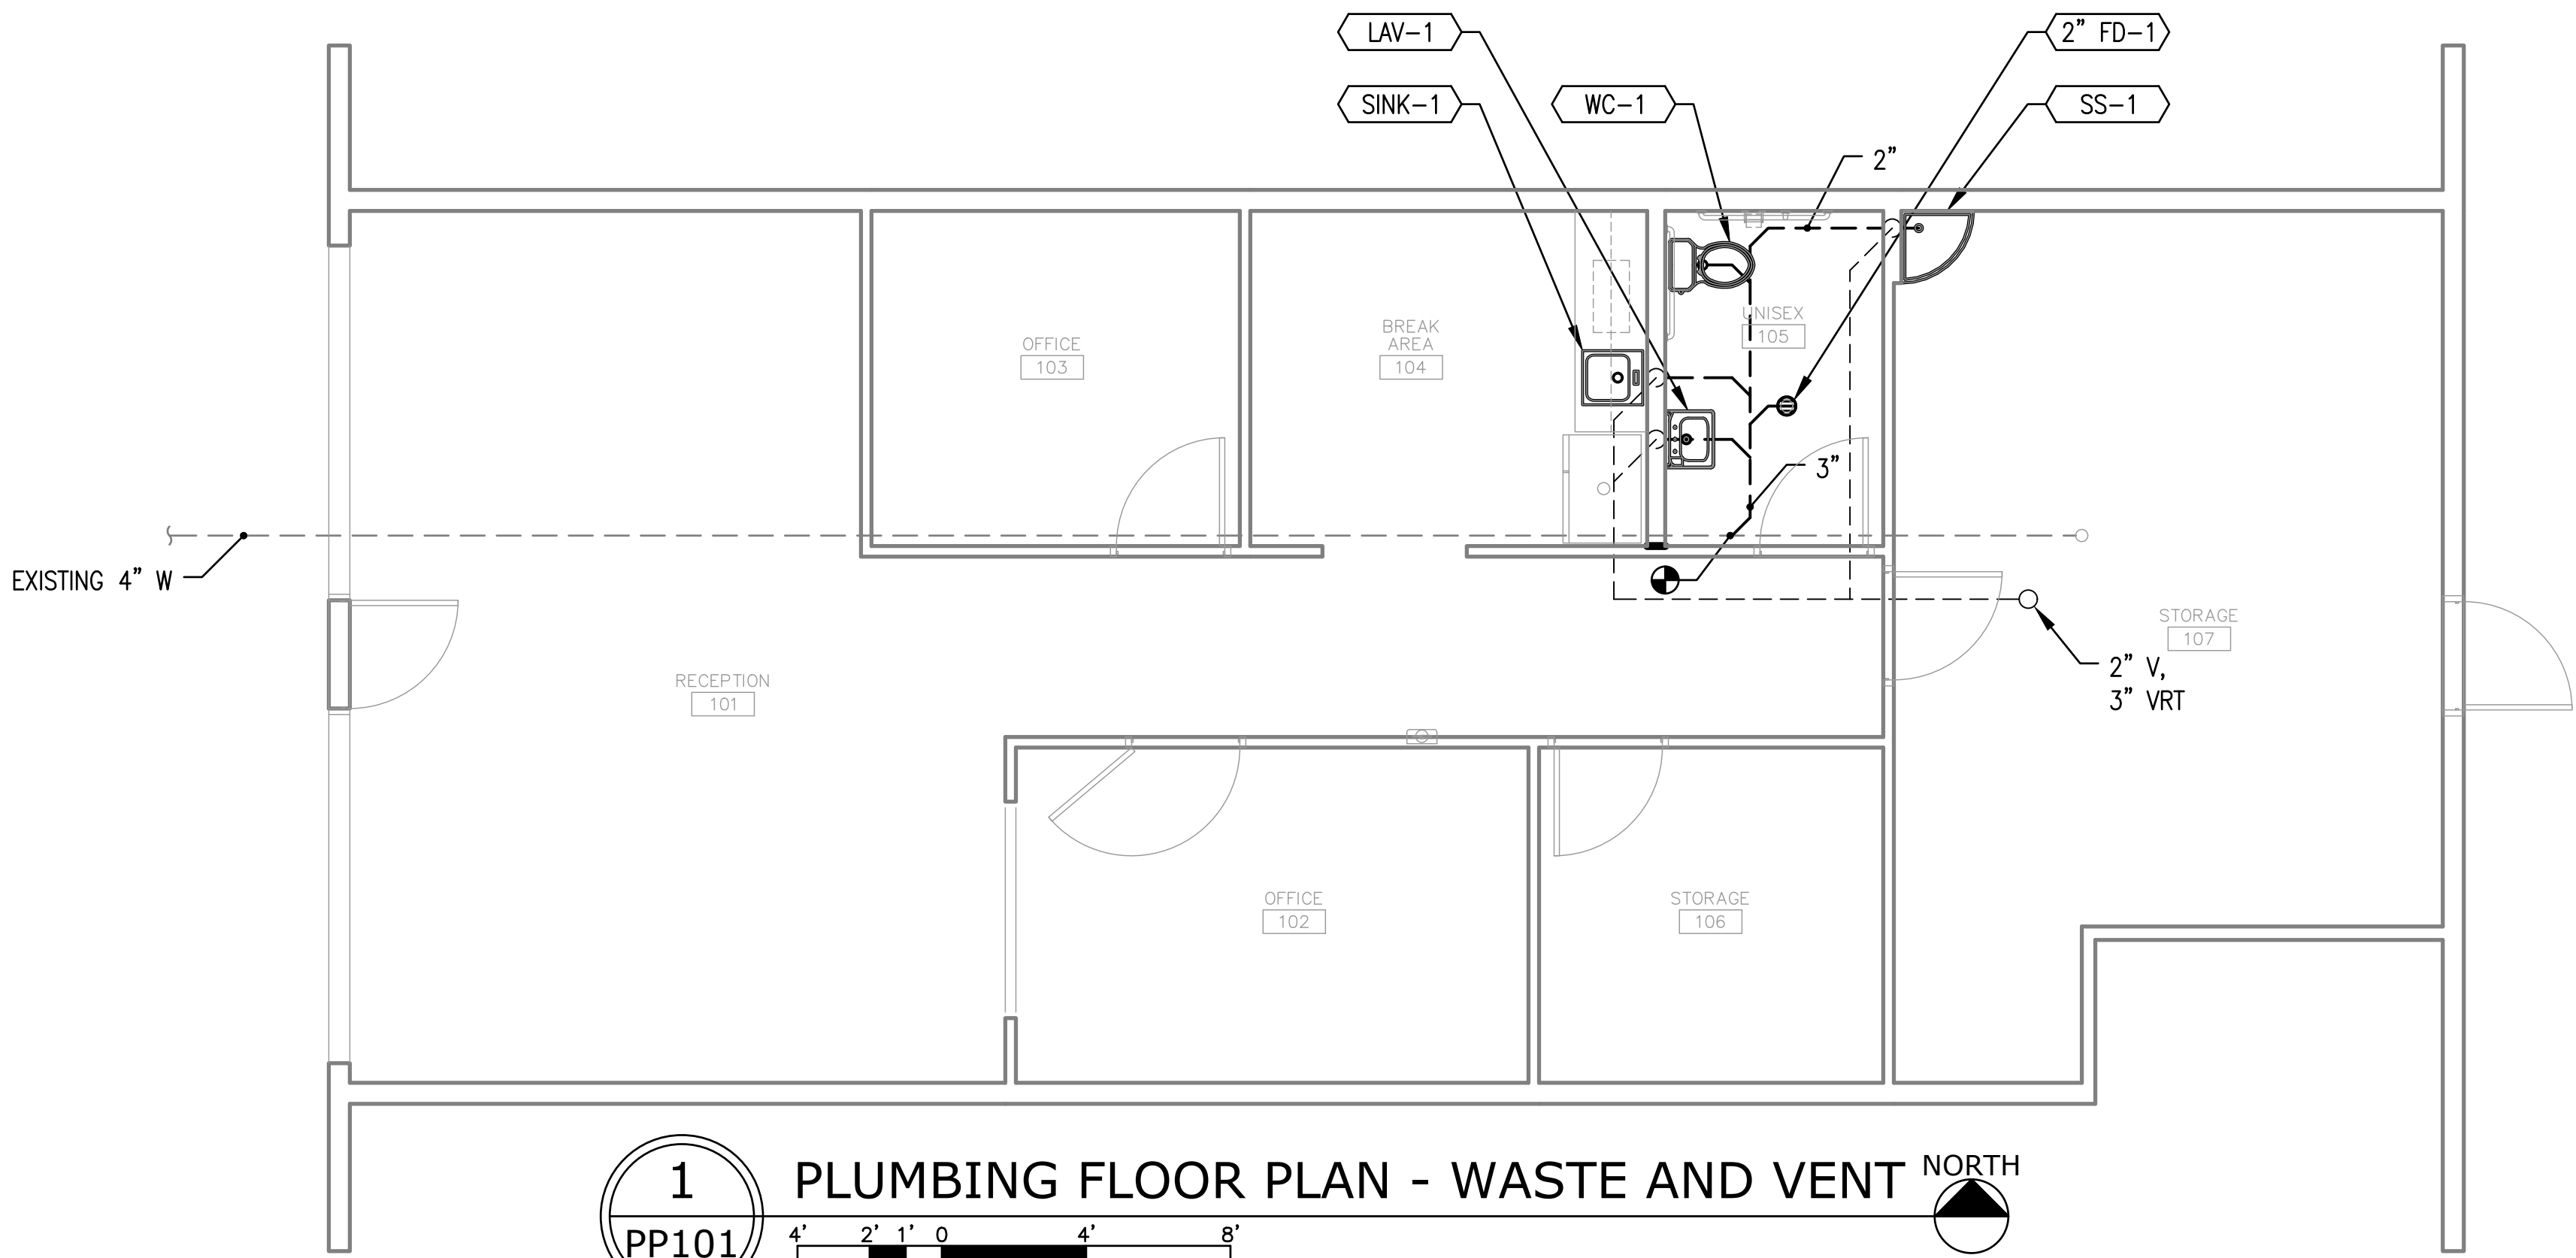 LAV-1
2” FD-1
SINK-1
WC-1
SS-1
2”
UNISEX
105
BREAK
AREA
104
OFFICE
103
3”
EXISTING 4” W
STORAGE
107
2” V,
3” VRT
RECEPTION
101
OFFICE
102
STORAGE
106
1
PLUMBING FLOOR PLAN - WASTE AND VENT
NORTH
PP101
4’ 2’ 1’ 0 4’ 8’